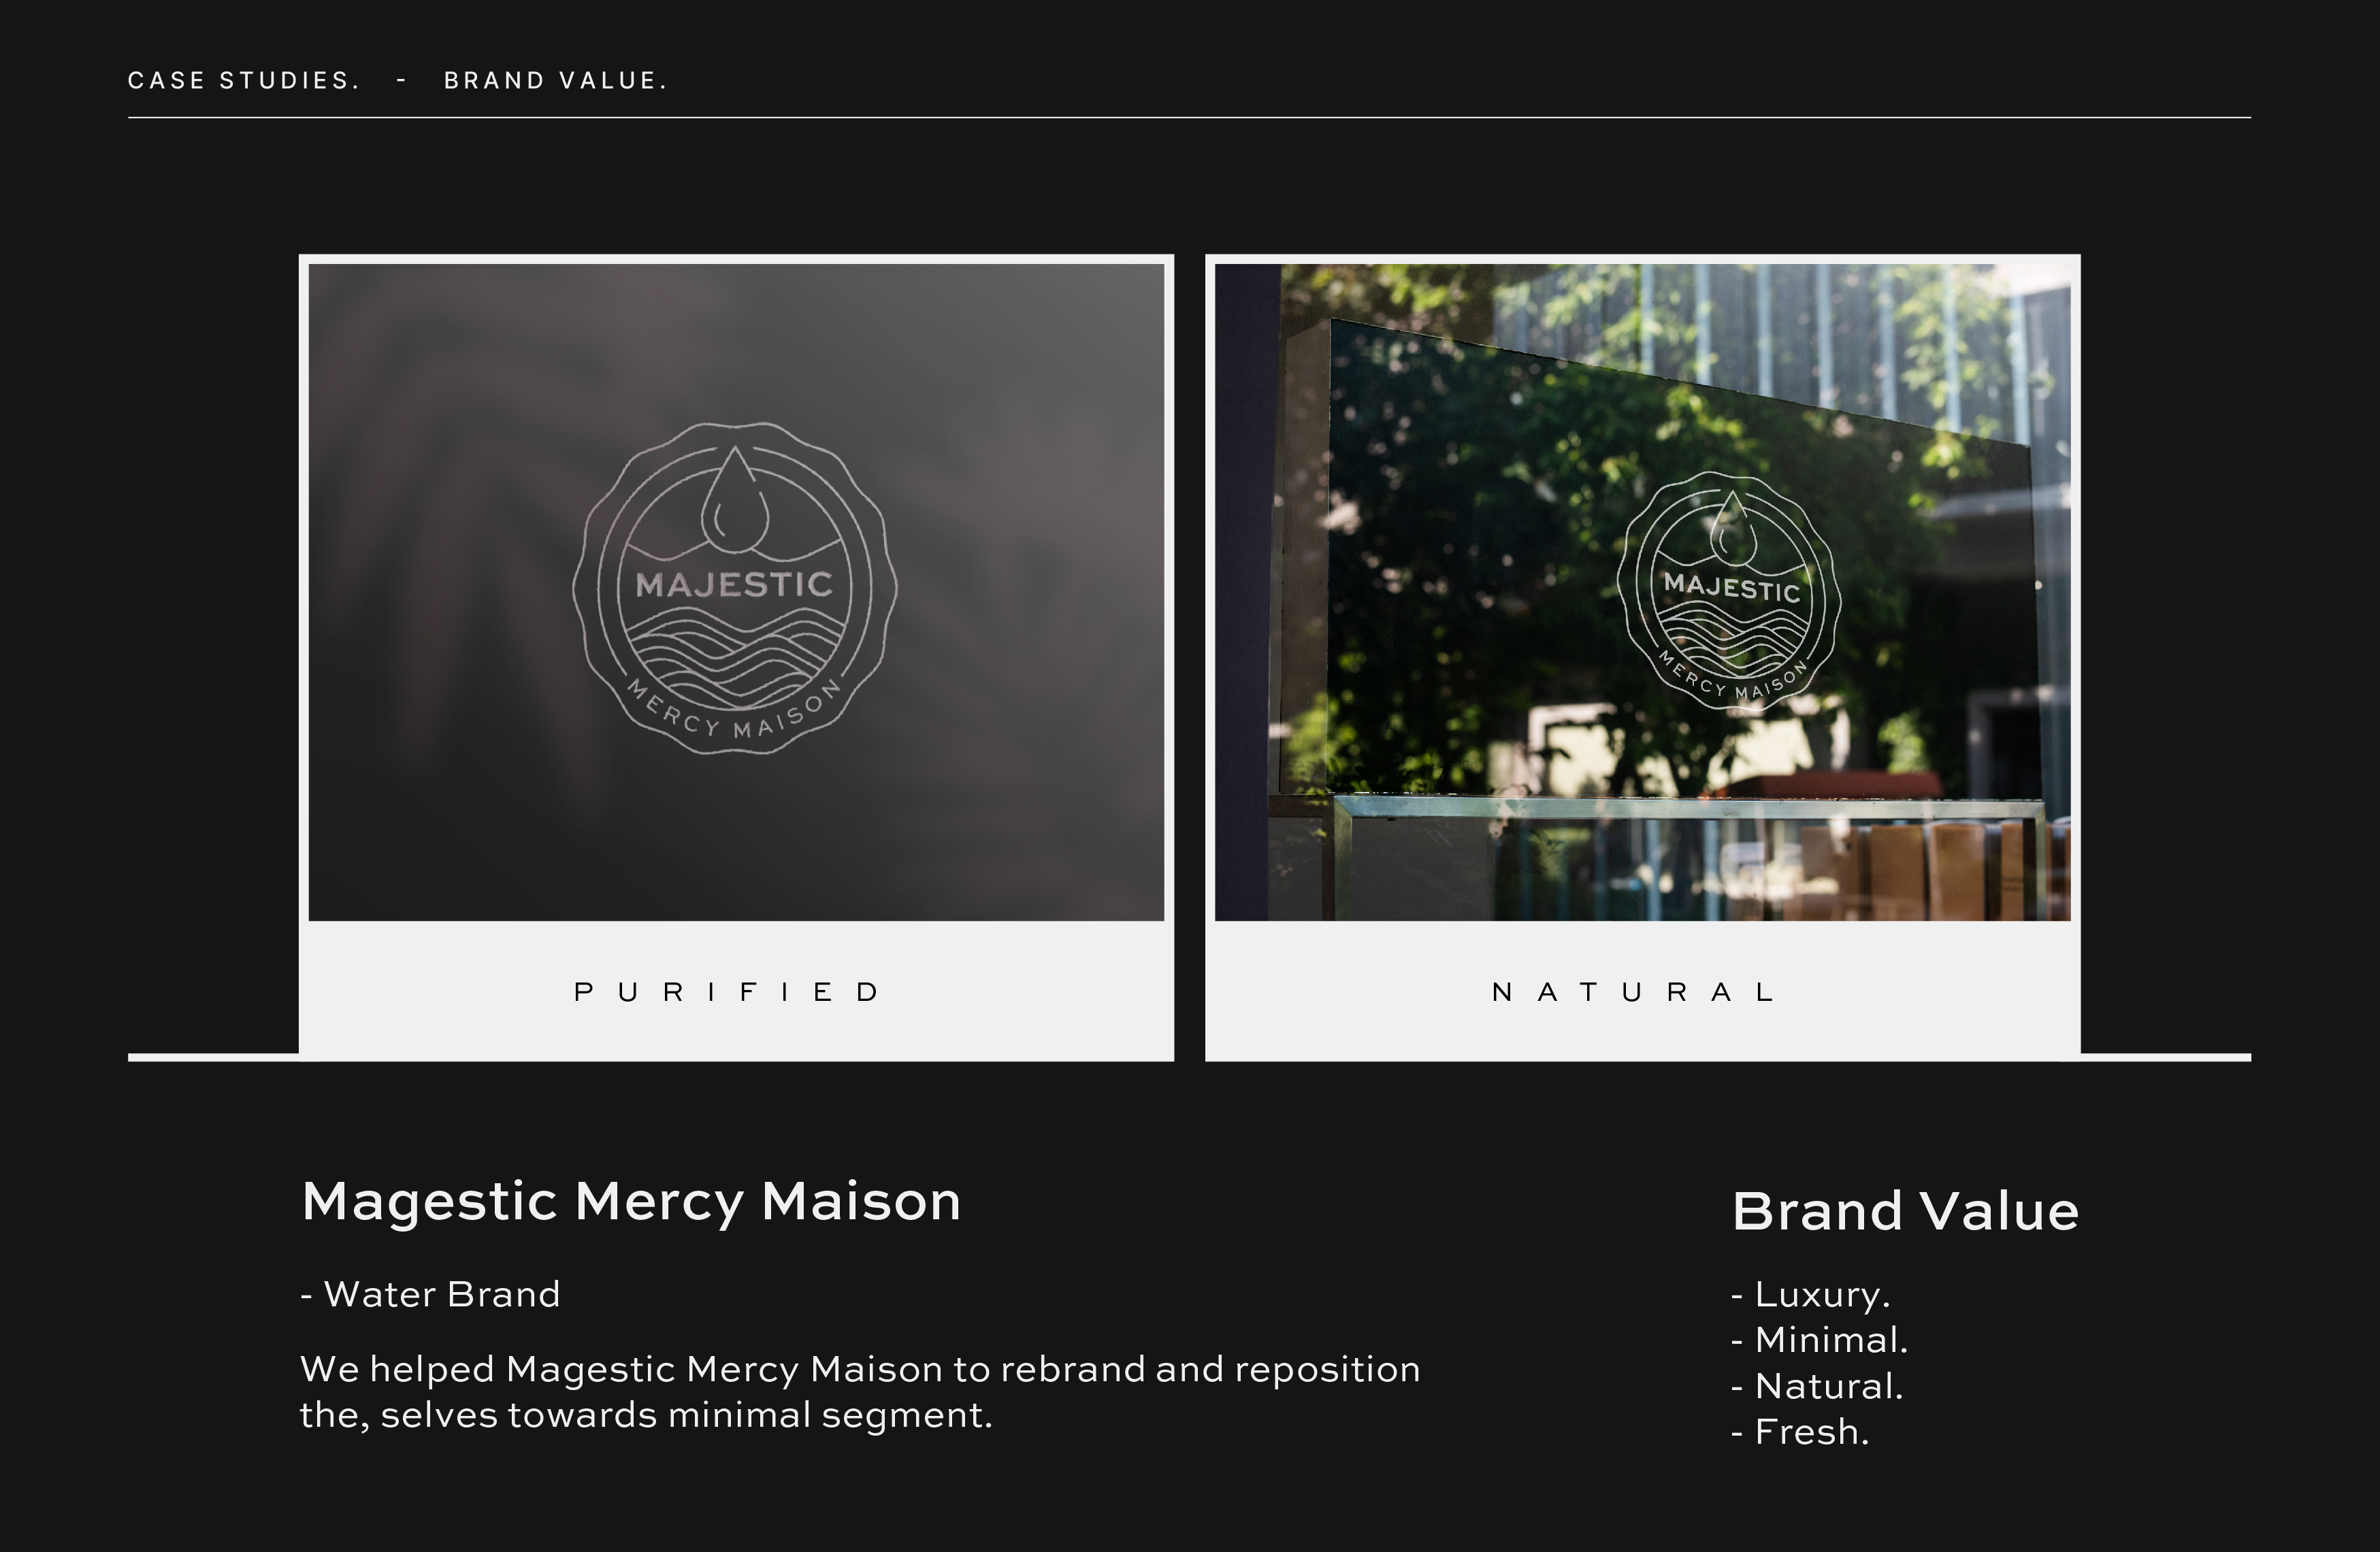 CASE STUDIES. - BRAND VALUE.
MAJESTIC
MERCY MAISON
MAJESTIC
MERCY MAISON
PURIFIED
NATURAL
Magestic Mercy Maison
- Water Brand
We helped Magestic Mercy Maison to rebrand and reposition
the, selves towards minimal segment.
Brand Value
- Luxury.
- Minimal.
- Natural.
- Fresh.